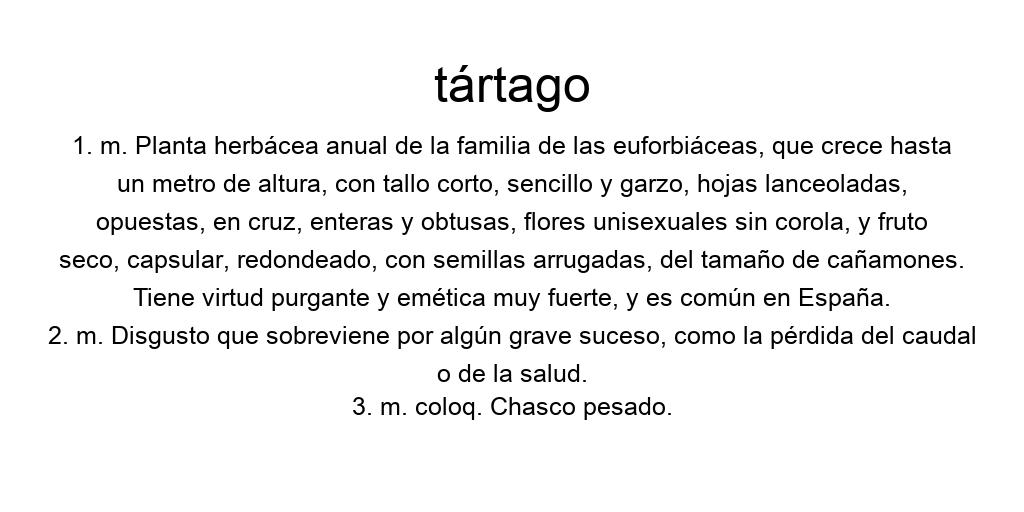 tártago
1. m. Planta herbácea anual de la familia de las euforbiáceas, que crece hasta
un metro de altura, con tallo corto, sencillo y garzo, hojas lanceoladas,
opuestas, en cruz, enteras y obtusas, flores unisexuales sin corola, y fruto
seco, capsular, redondeado, con semillas arrugadas, del tamaño de cañamones.
Tiene virtud purgante y emética muy fuerte, y es común en España.
2. m. Disgusto que sobreviene por algún grave suceso, como la pérdida del caudal
o de la salud.
3. m. coloq. Chasco pesado.